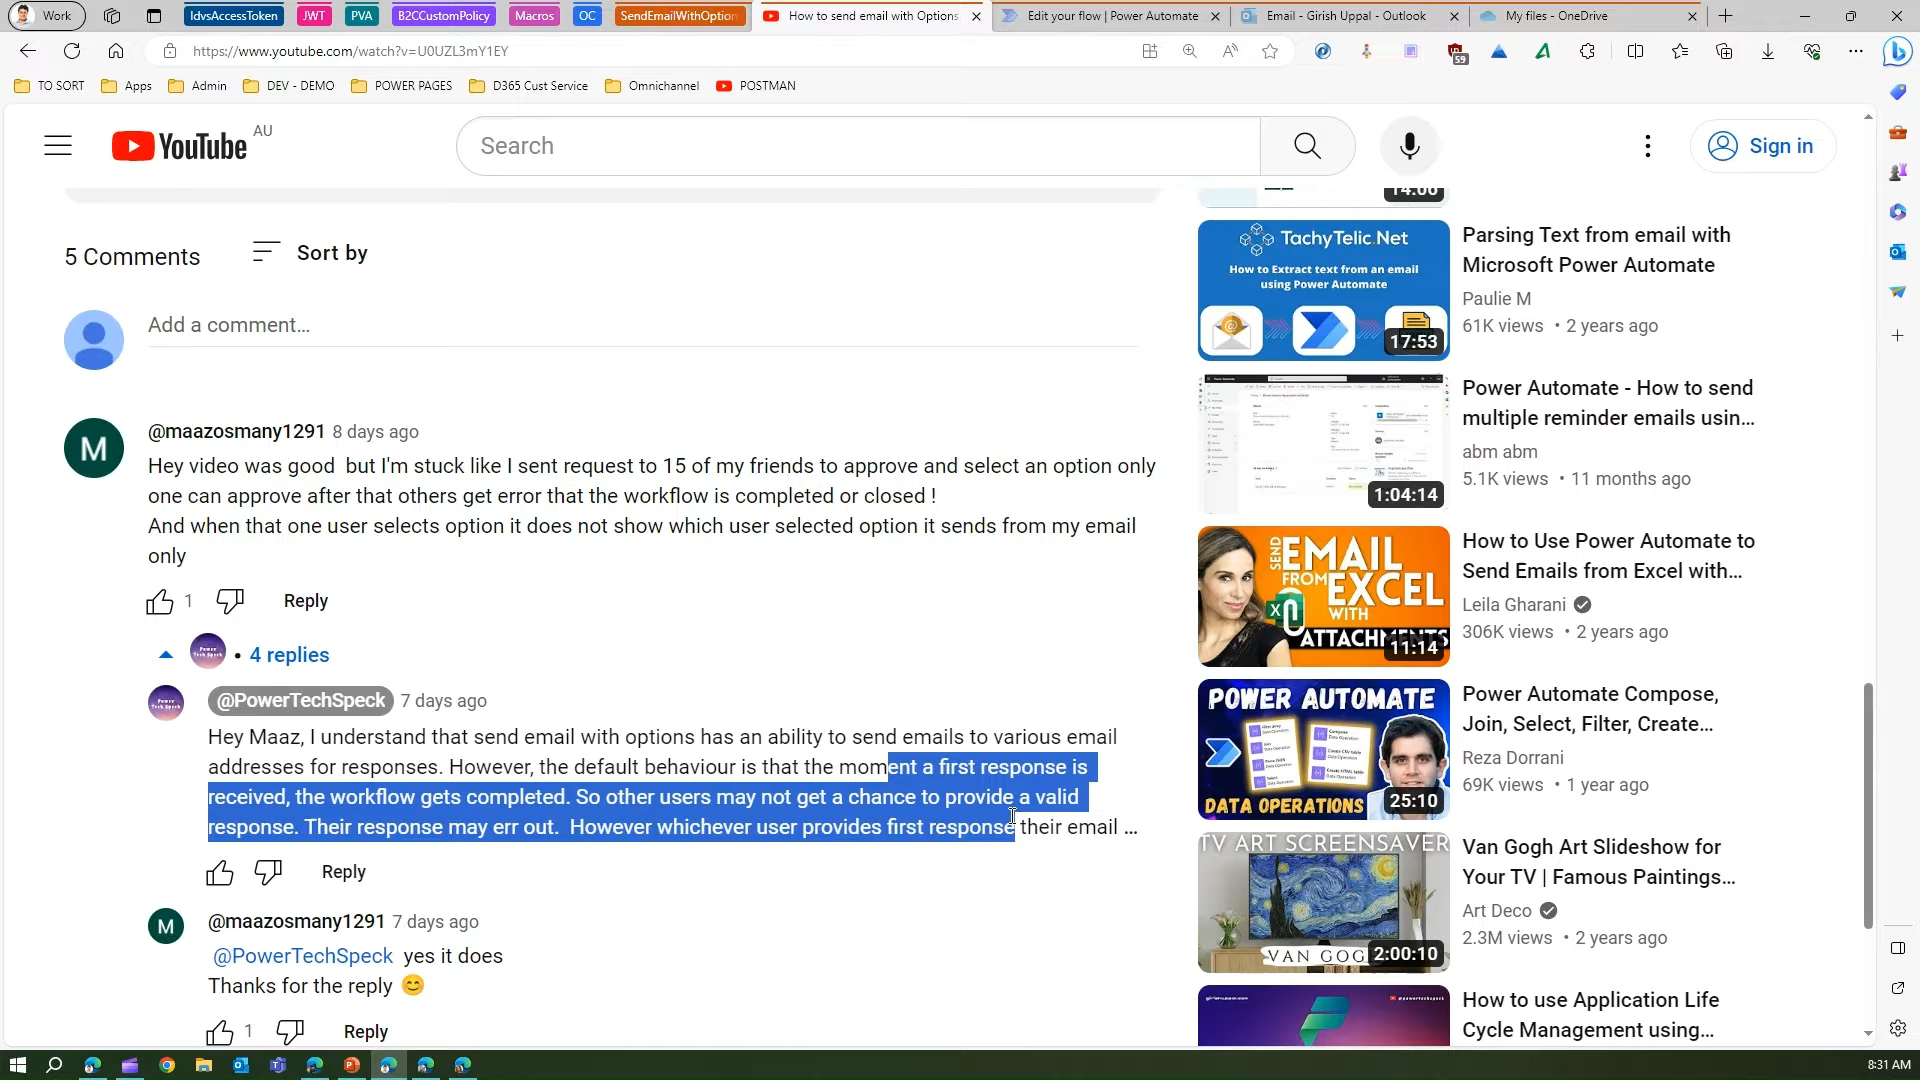 Work
IdvsAccessToken
JWT
PVA
B2CCustomPolicy
Macros
OC
SendEmailWithOption
How to send email with Options
Edit your flow | Power Automate
Email - Girish Uppal - Outlook
My files - OneDrive
https://www.youtube.com/watch?v=U0UZL3mY1EY
59
TO SORT
Apps
Admin
DEV - DEMO
POWER PAGES
D365 Cust Service
Omnichannel
POSTMAN
YouTube
AU
Search
Sign in
5 Comments
Sort by
Add a comment...
M
@maazosmany1291 8 days ago
Hey video was good but I'm stuck like I sent request to 15 of my friends to approve and select an option only
one can approve after that others get error that the workflow is completed or closed !
And when that one user selects option it does not show which user selected option it sends from my email
only
1
Reply
• 4 replies
@PowerTechSpeck 7 days ago
Hey Maaz, I understand that send email with options has an ability to send emails to various email
addresses for responses. However, the default behaviour is that the moment a first response is
received, the workflow gets completed. So other users may not get a chance to provide a valid
response. Their response may err out. However whichever user provides first response their email ...
Reply
M
@maazosmany1291 7 days ago
@PowerTechSpeck yes it does
Thanks for the reply 😊
1
Reply
14:00
TachyTelic.Net
How to Extract text from an email
using Power Automate
17:53
Parsing Text from email with
Microsoft Power Automate
Paulie M
61K views • 2 years ago
1:04:14
Power Automate - How to send
multiple reminder emails usin...
abm abm
5.1K views • 11 months ago
SEND
EMAIL
FROM EXCEL
WITH
ATTACHMENTS
11:14
How to Use Power Automate to
Send Emails from Excel with...
Leila Gharani
306K views • 2 years ago
POWER AUTOMATE
DATA OPERATIONS
25:10
Power Automate Compose,
Join, Select, Filter, Create...
Reza Dorrani
69K views • 1 year ago
TV ART SCREENSAVER
VAN GOG
2:00:10
Van Gogh Art Slideshow for
Your TV | Famous Paintings...
Art Deco
2.3M views • 2 years ago
How to use Application Life
Cycle Management using...
8:31 AM